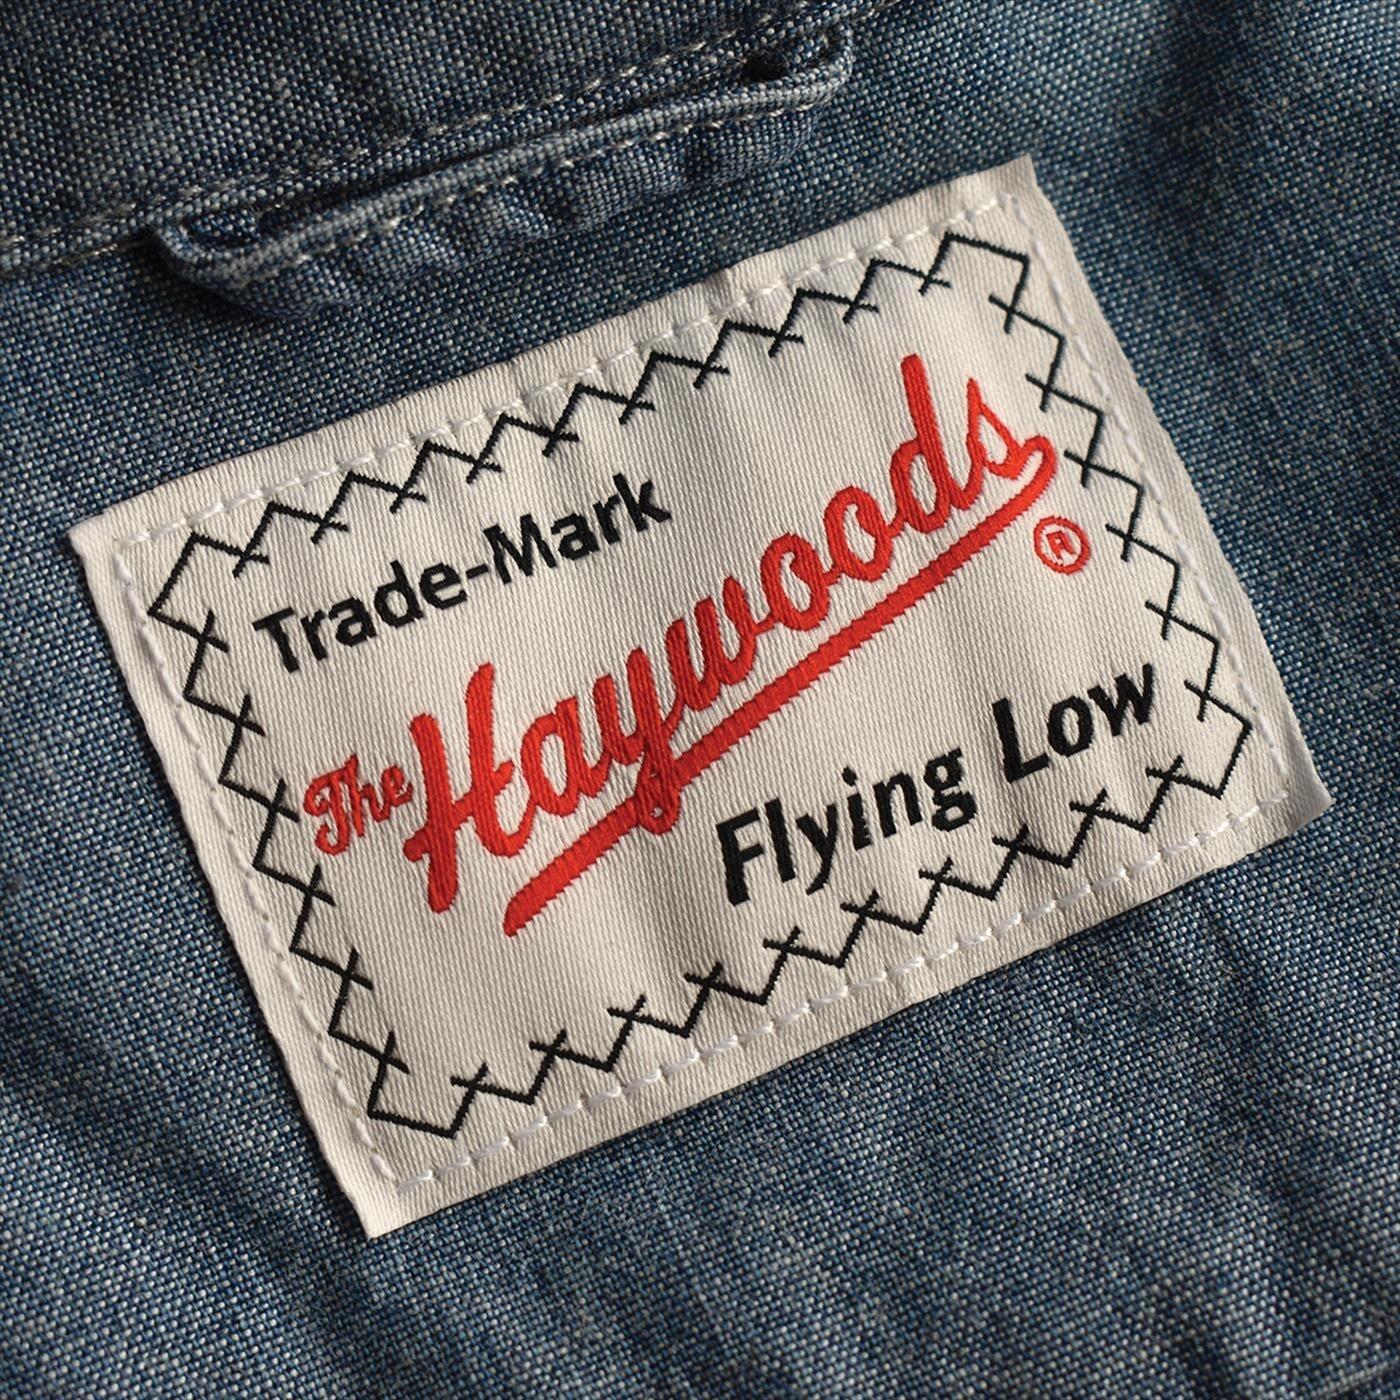 Trade-Mark
The Haywoods ®
Flying Low